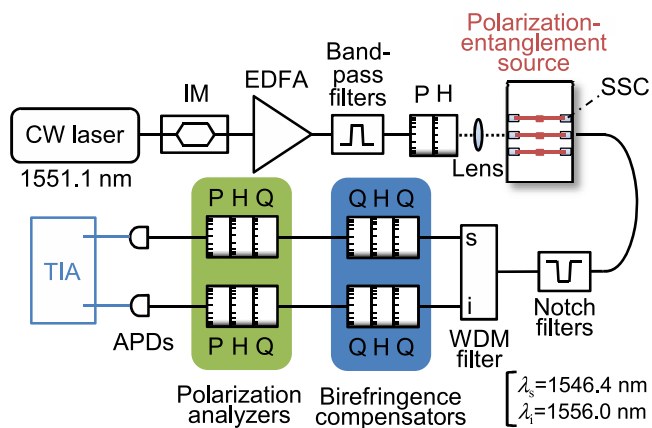 Polarization-
entanglement
source
Band-
pass
filters
EDFA
IM
P H
SSC
CW laser
1551.1 nm
Lens
P H Q
Q H Q
s
TIA
i
APDs
P H Q
Q H Q
WDM
filter
Notch
filters
Polarization
analyzers
Birefringence
compensators
λs=1546.4 nm
λi=1556.0 nm